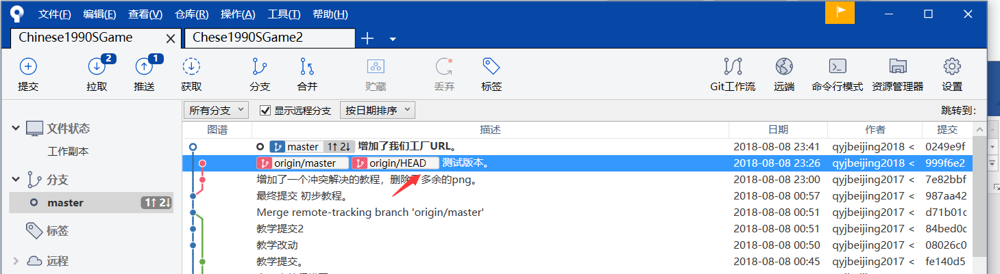 文件(F) 编辑(E) 查看(V) 仓库(R) 操作(A) 工具(T) 帮助(H)
Chinese1990SGame Chese1990SGame2
2 1
提交 拉取 推送 获取 分支 合并 贮藏 丢弃 标签 Git工作流 远端 命令行模式 资源管理器 设置
所有分支 显示远程分支 按日期排序 跳转到:
文件状态
工作副本
分支
master 1↑ 2↓
标签
远程
图谱 描述 日期 作者 提交
master 1↑ 2↓ 增加了我们工厂URL。 2018-08-08 23:41 qyjbeijing2018 < 0249e9f
origin/master origin/HEAD 测试版本。 2018-08-08 23:26 qyjbeijing2018 < 999f6e2
增加了一个冲突解决的教程，删除了多余的png。 2018-08-08 23:00 qyjbeijing2018 < 7e82bbf
最终提交 初步教程。 2018-08-08 00:57 qyjbeijing2017 < 987aa42
Merge remote-tracking branch 'origin/master' 2018-08-08 00:51 qyjbeijing2017 < d71b01c
教学提交2 2018-08-08 00:51 qyjbeijing2017 < 84bed0c
教学改动 2018-08-08 00:50 qyjbeijing2017 < 08026c0
教学提交。 2018-08-08 00:45 qyjbeijing2017 < fe140d5